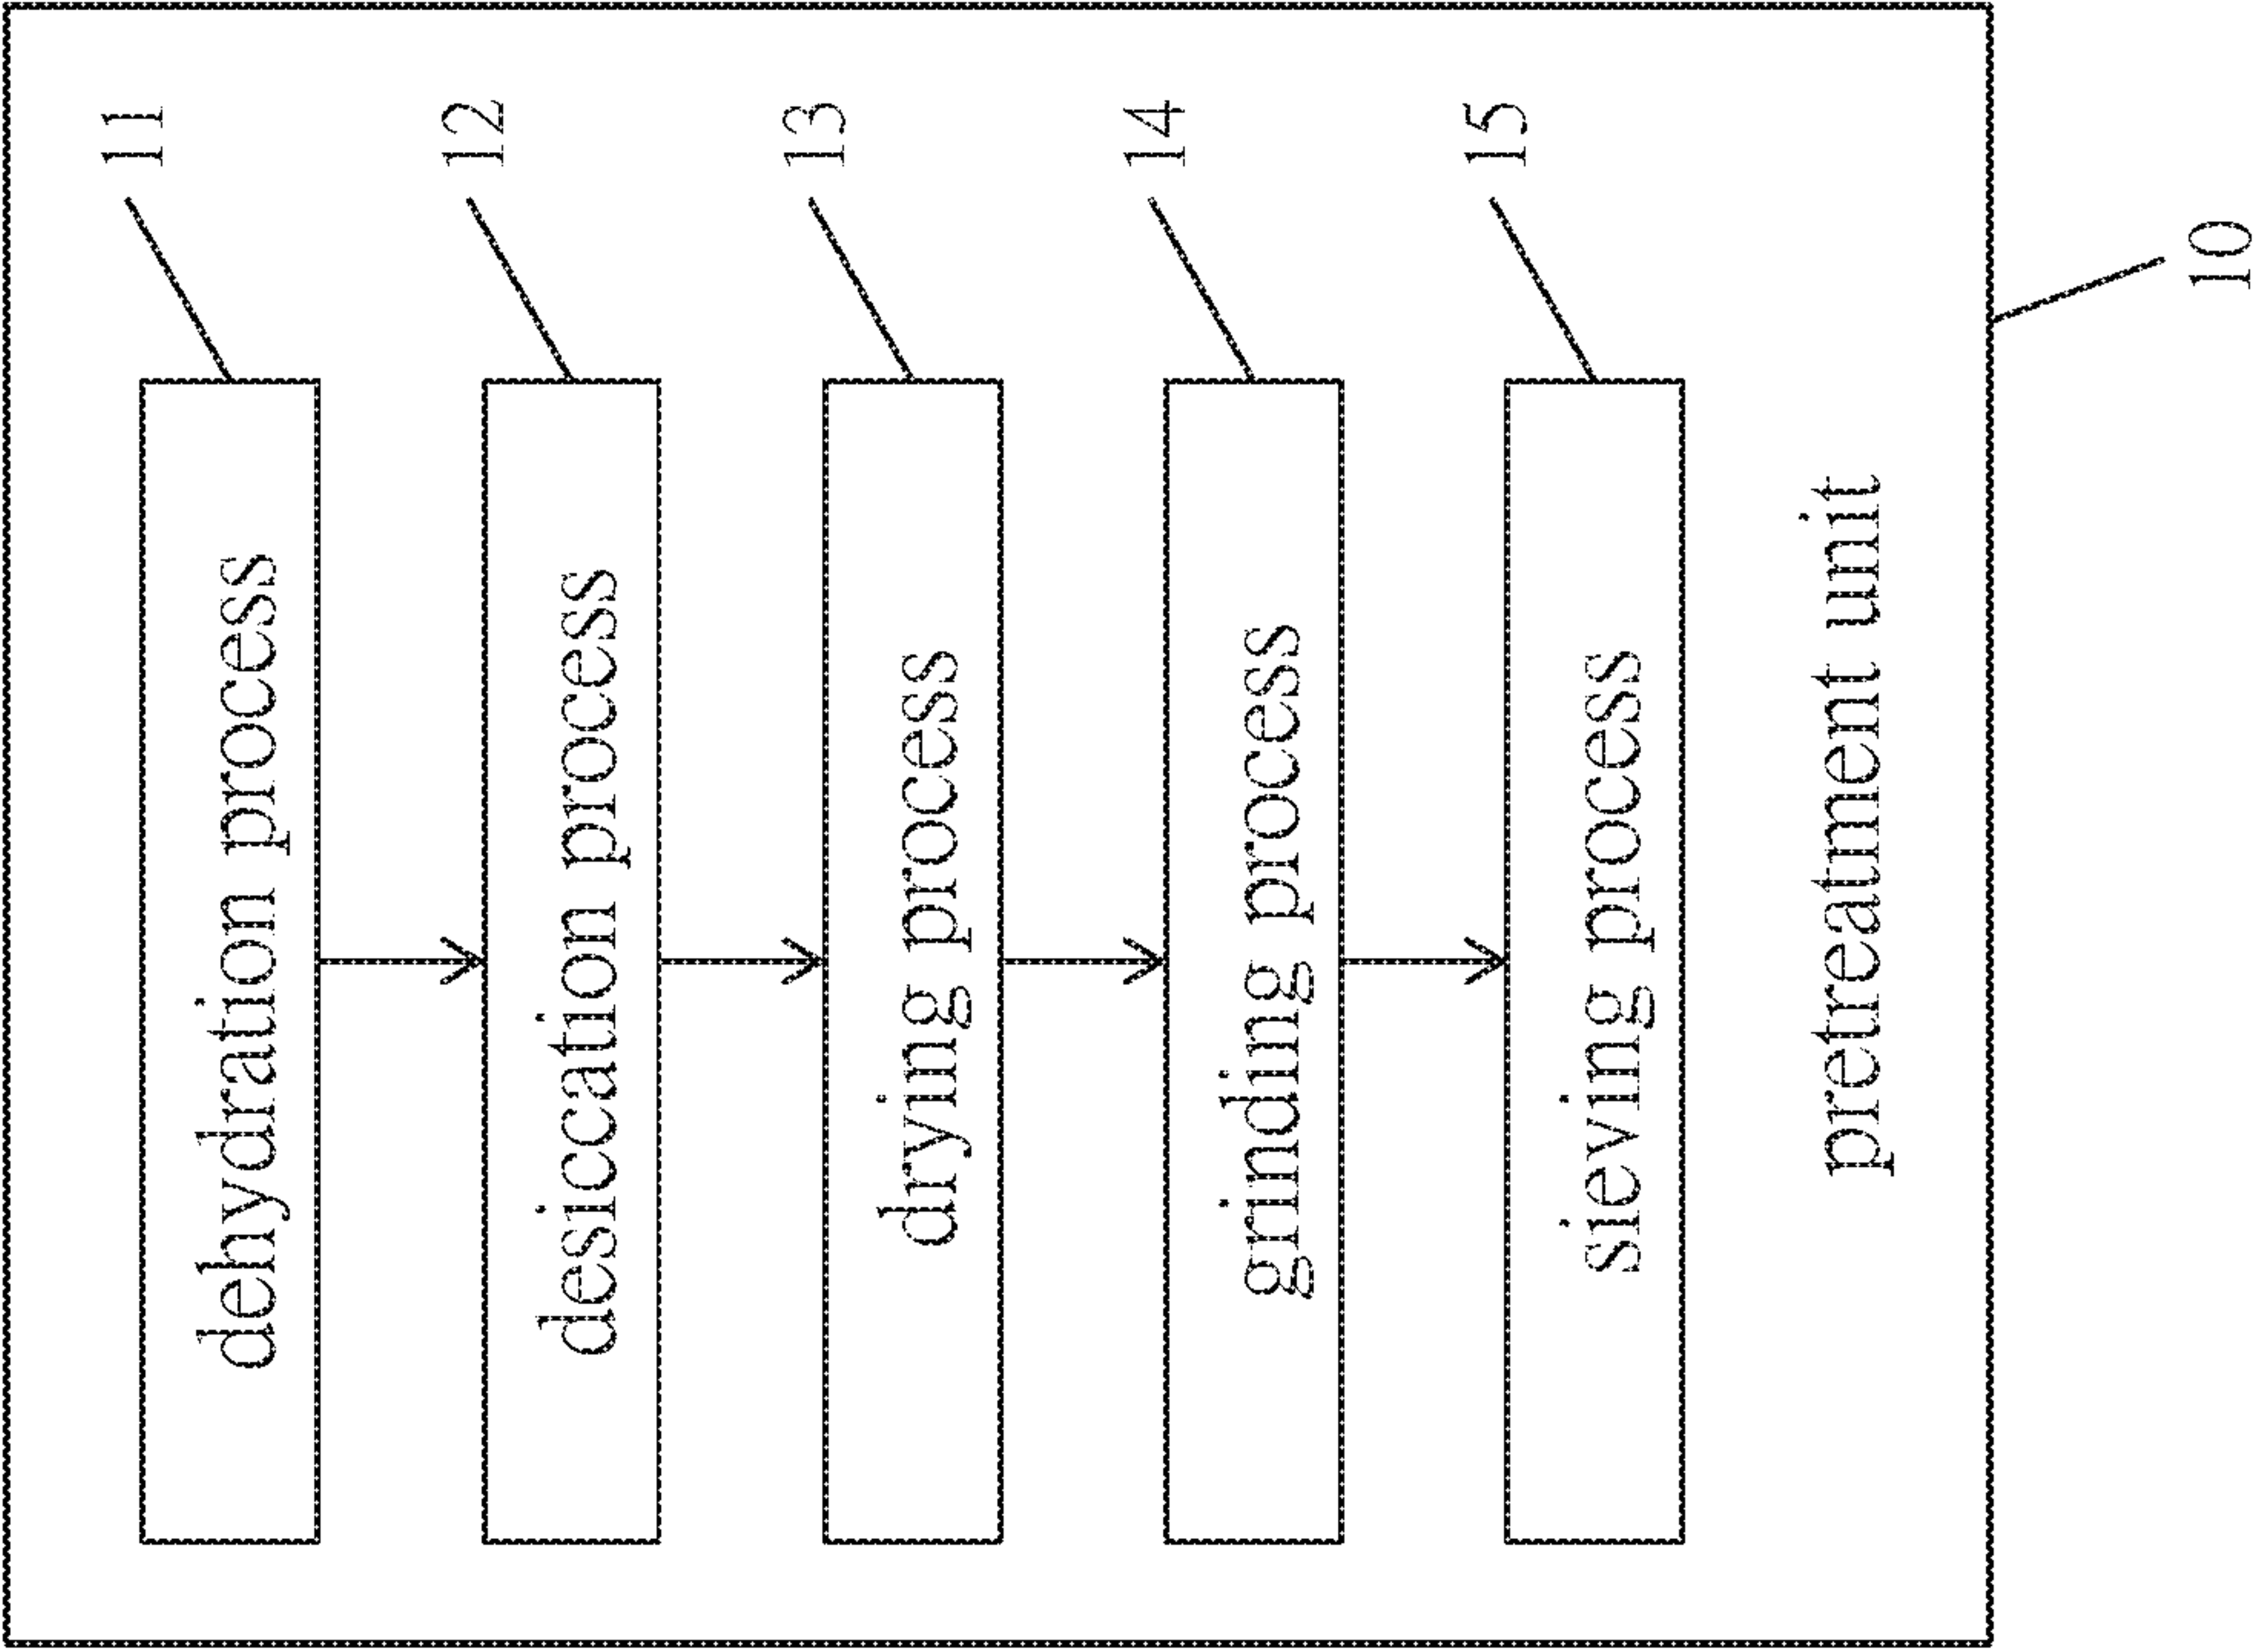 11
dehydration process
12
desiccation process
13
drying process
14
grinding process
15
sieving process
pretreatment unit
10